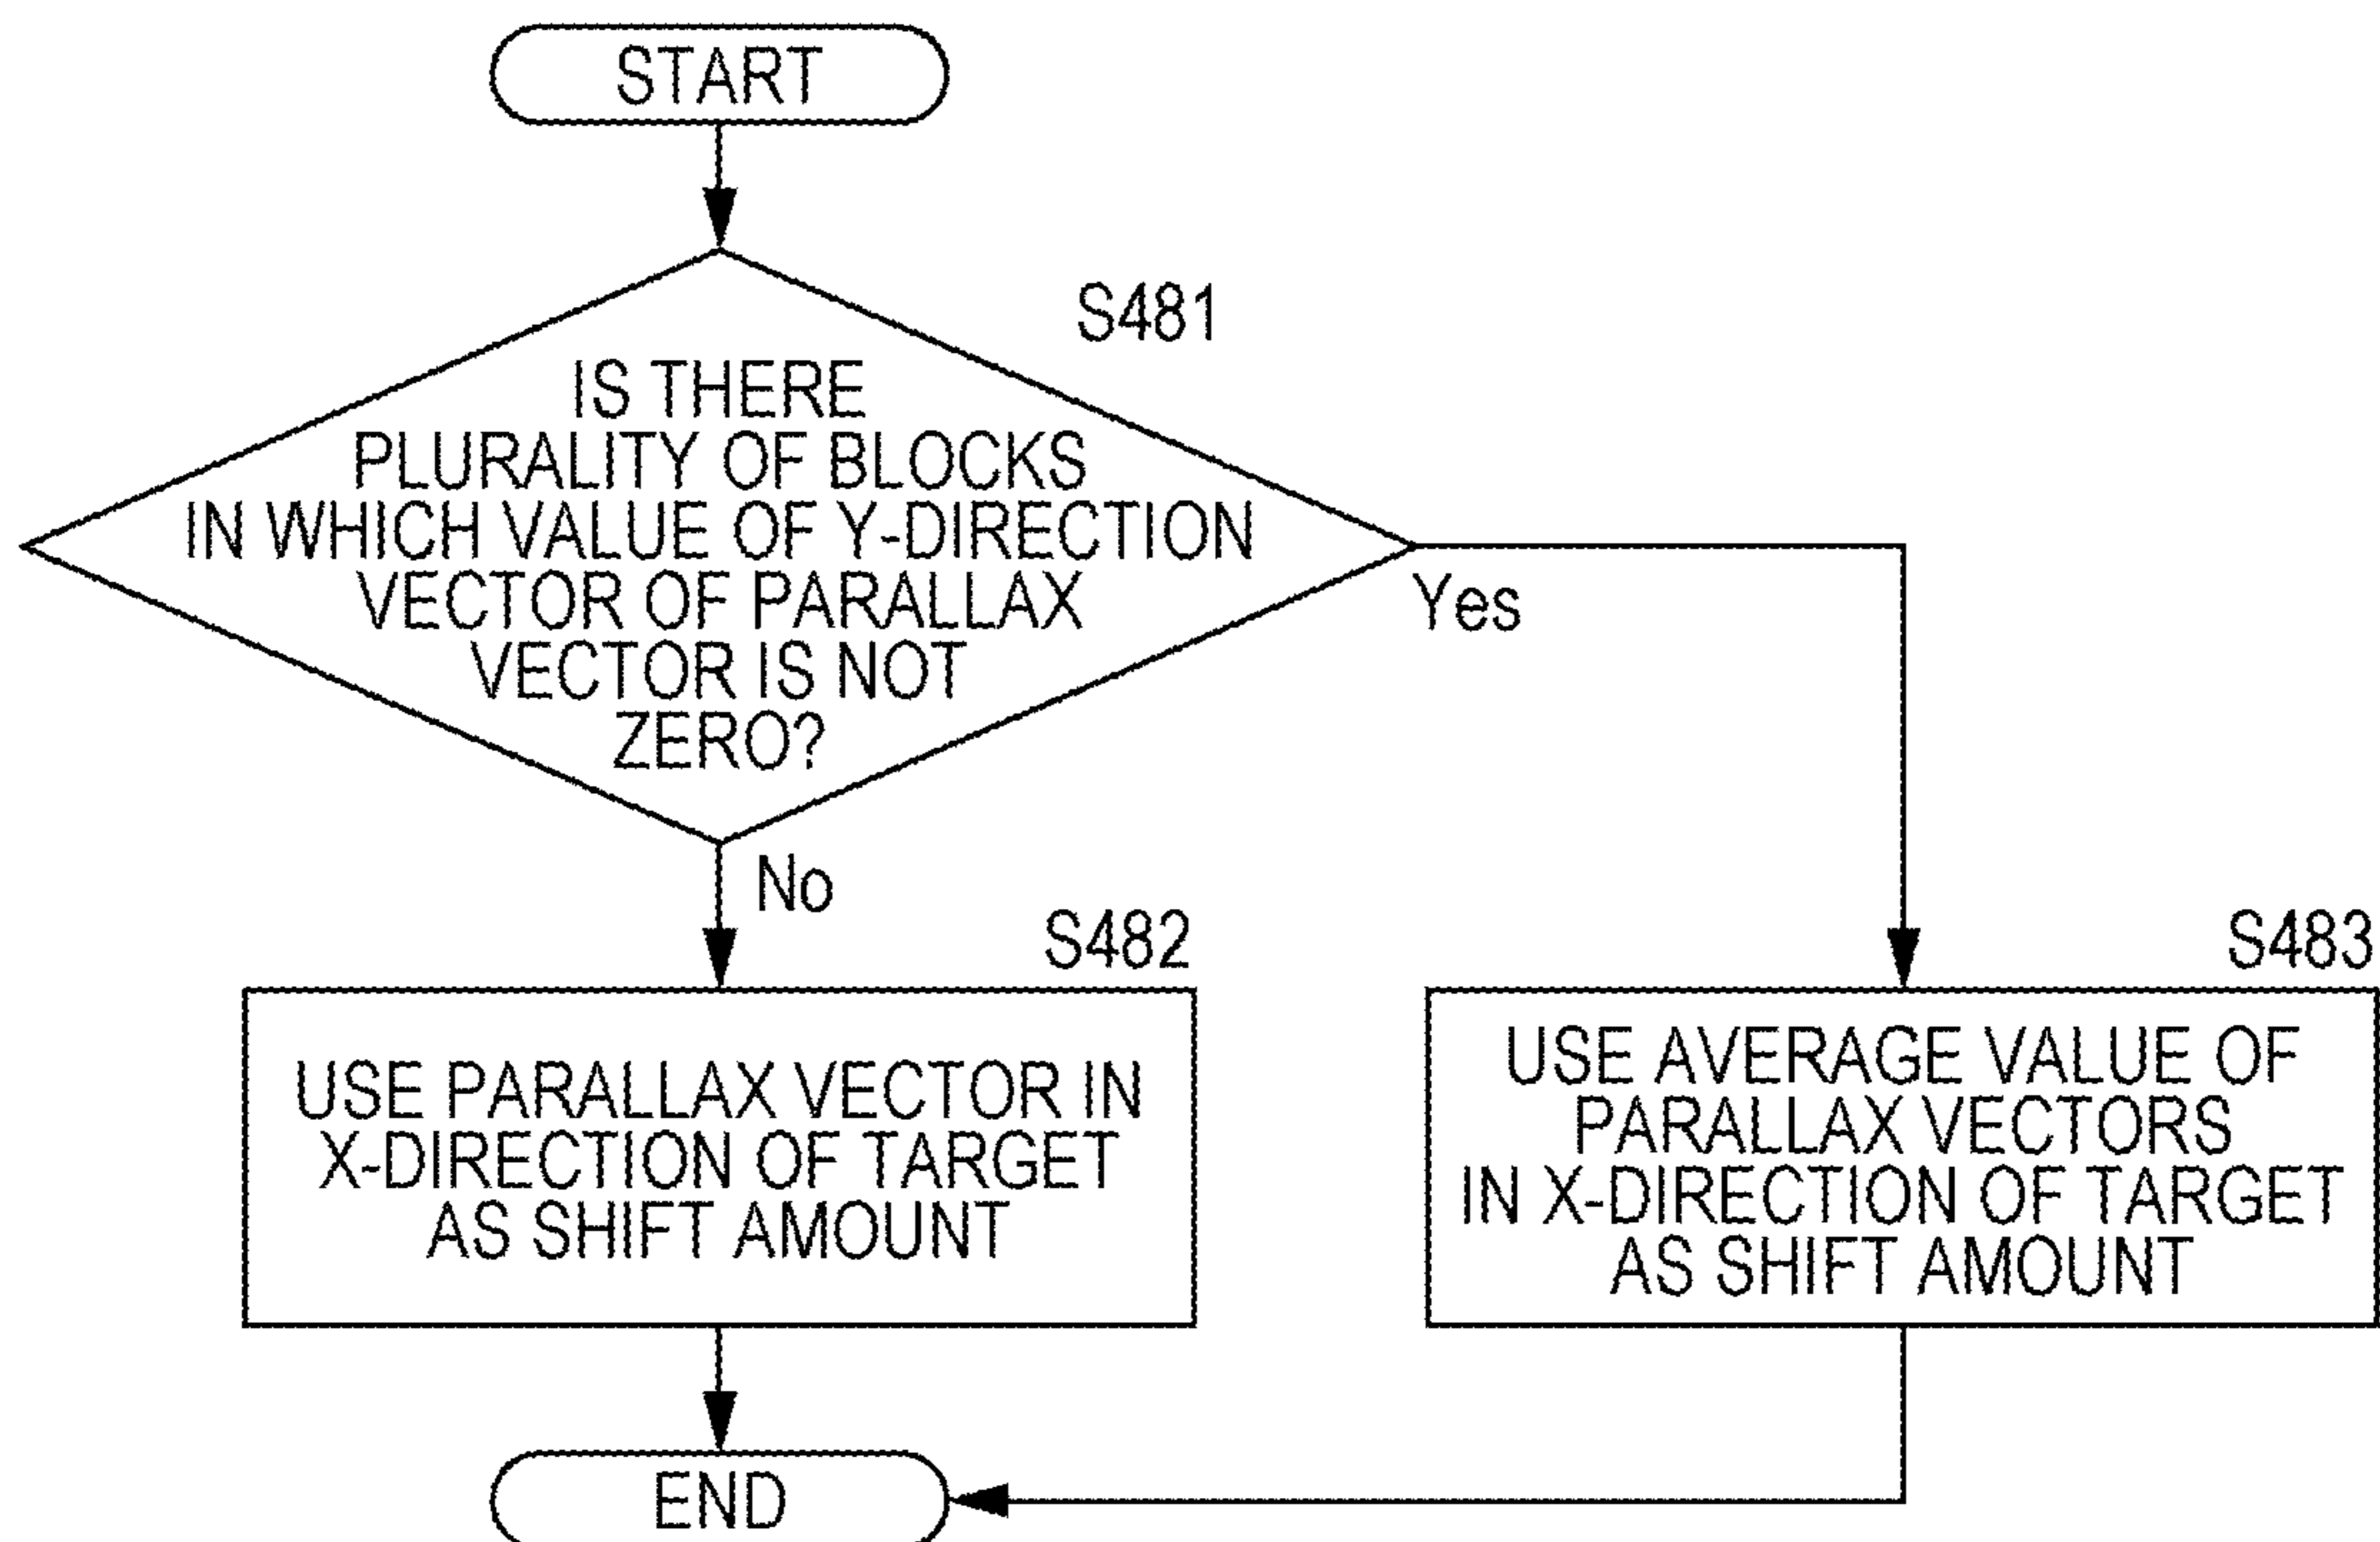 START
S481
IS THERE
PLURALITY OF BLOCKS
IN WHICH VALUE OF Y-DIRECTION
VECTOR OF PARALLAX
VECTOR IS NOT
ZERO?
Yes
No
S482
USE PARALLAX VECTOR IN
X-DIRECTION OF TARGET
AS SHIFT AMOUNT
S483
USE AVERAGE VALUE OF
PARALLAX VECTORS
IN X-DIRECTION OF TARGET
AS SHIFT AMOUNT
END